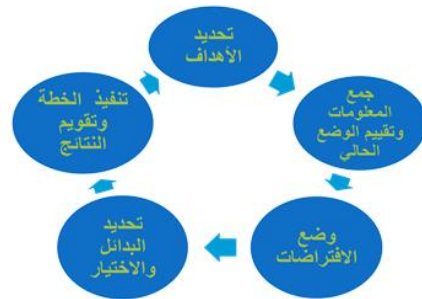 تحديد
الأهداف
جمع
المعلومات
وتقييم الوضع
الحالي
وضع
الافتراضات
تحديد
البدائل
والاختيار
تنفيذ الخطة
وتقويم
النتائج